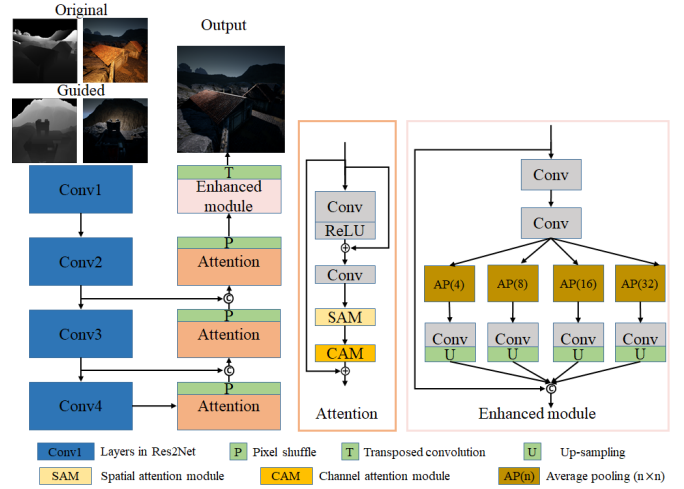 Original
Output
Guided
Conv1
Conv2
Conv3
Conv4
T
Enhanced
module
P
Attention
C
P
Attention
C
P
Attention
Conv
ReLU
Conv
SAM
CAM
Attention
Conv
Conv
AP(4) AP(8) AP(16) AP(32)
Conv Conv Conv Conv
U U U U
C
Enhanced module
Conv1 Layers in Res2Net P Pixel shuffle T Transposed convolution U Up-sampling
SAM Spatial attention module CAM Channel attention module AP(n) Average pooling (n×n)